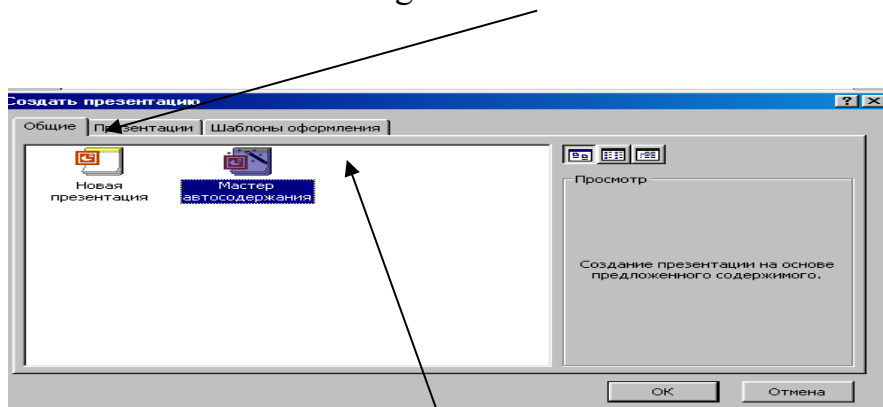 Создать презентацию
Общие Презентации Шаблоны оформления
Новая
презентация
Мастер
автосодержания
Просмотр
Создание презентации на основе
предложенного содержимого.
ОК Отмена